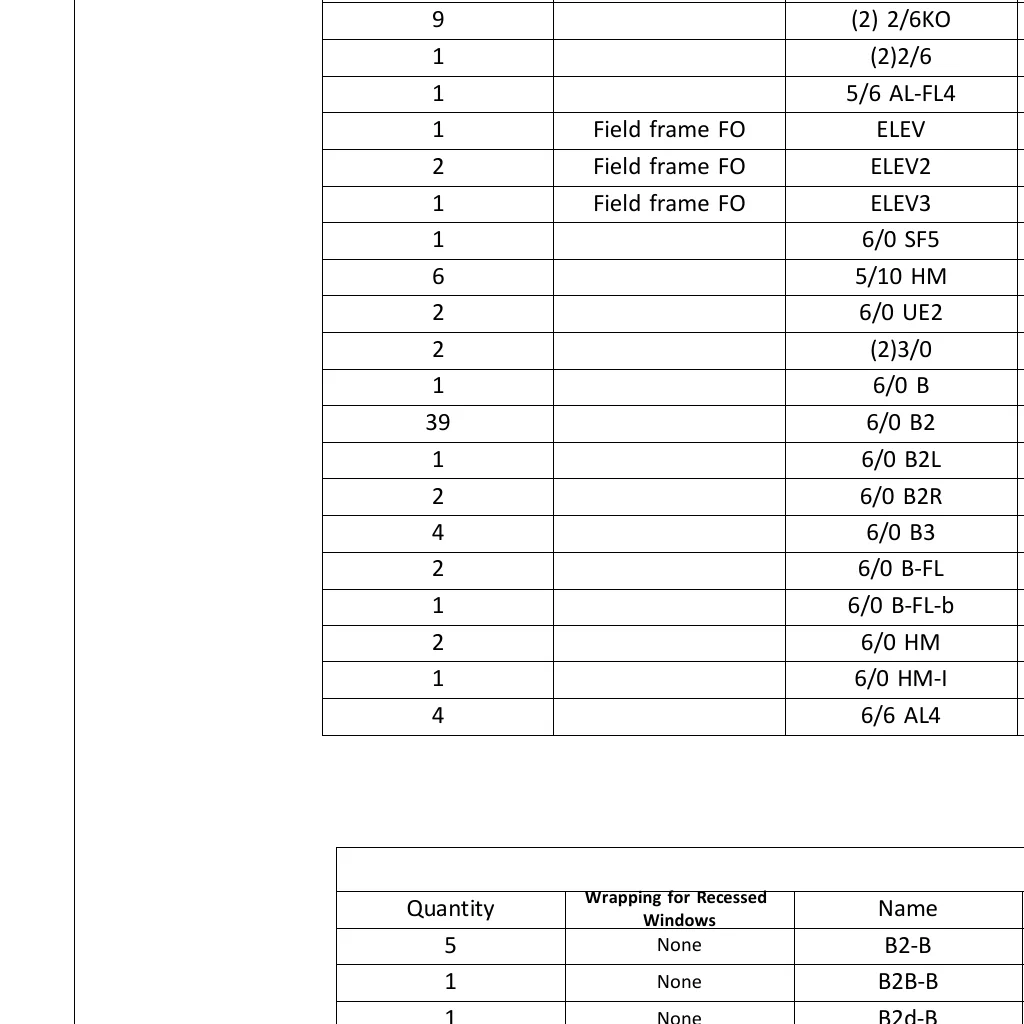 9 (2) 2/6KO
1 (2)2/6
1 5/6 AL-FL4
1 Field frame FO ELEV
2 Field frame FO ELEV2
1 Field frame FO ELEV3
1 6/0 SF5
6 5/10 HM
2 6/0 UE2
2 (2)3/0
1 6/0 B
39 6/0 B2
1 6/0 B2L
2 6/0 B2R
4 6/0 B3
2 6/0 B-FL
1 6/0 B-FL-b
2 6/0 HM
1 6/0 HM-I
4 6/6 AL4
Quantity Wrapping for Recessed Windows Name
5 None B2-B
1 None B2B-B
1 None B2d-B